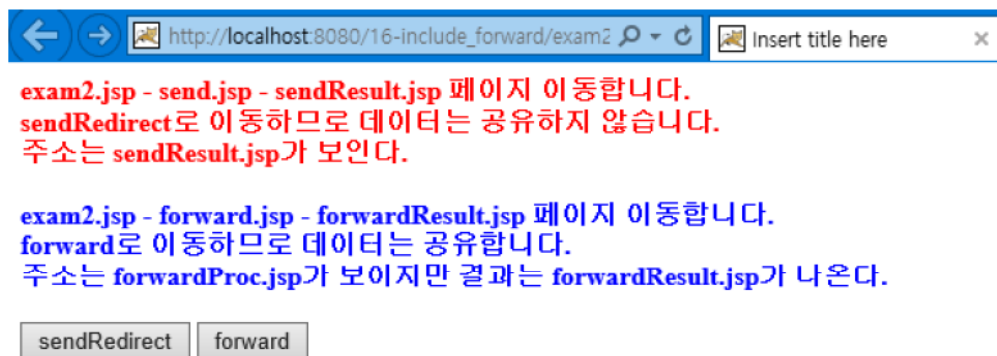 http://localhost:8080/16-include_forward/exam2
Insert title here
exam2.jsp - send.jsp - sendResult.jsp 페이지 이동합니다.
sendRedirect로 이동하므로 데이터는 공유하지 않습니다.
주소는 sendResult.jsp가 보인다.
exam2.jsp - forward.jsp - forwardResult.jsp 페이지 이동합니다.
forward로 이동하므로 데이터는 공유합니다.
주소는 forwardProc.jsp가 보이지만 결과는 forwardResult.jsp가 나온다.
sendRedirect forward